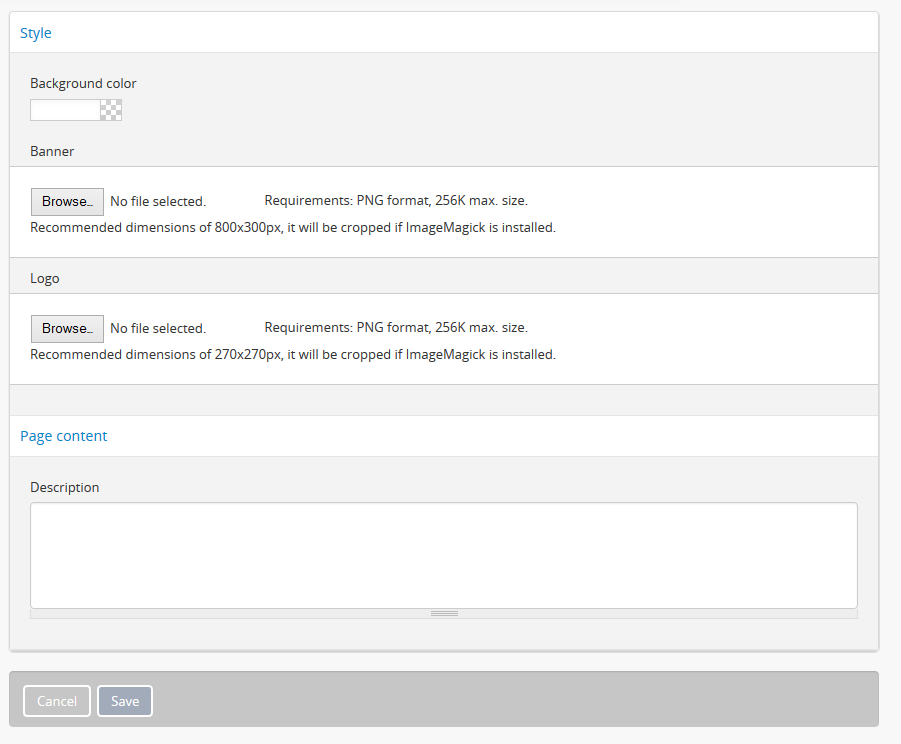 Style
Background color
Banner
Browse... No file selected. Requirements: PNG format, 256K max. size.
Recommended dimensions of 800x300px, it will be cropped if ImageMagick is installed.
Logo
Browse... No file selected. Requirements: PNG format, 256K max. size.
Recommended dimensions of 270x270px, it will be cropped if ImageMagick is installed.
Page content
Description
Cancel Save